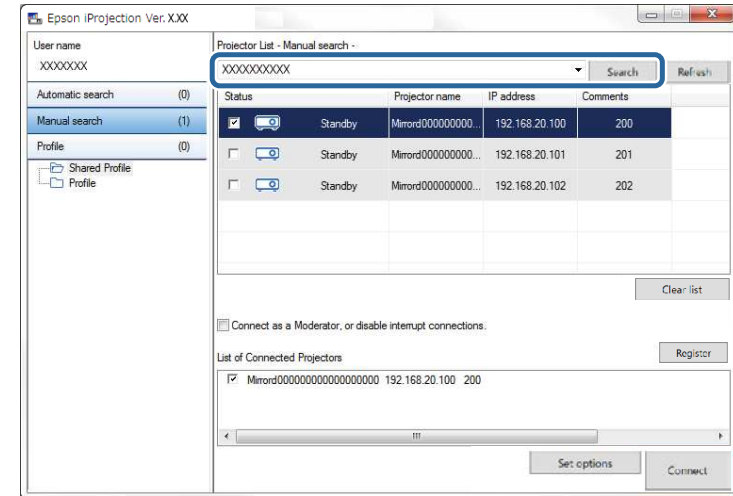 Epson iProjection Ver. X.XX
User name
XXXXXXX
Projector List - Manual search -
XXXXXXXXXX Search Refresh
Automatic search (0)
Manual search (1)
Profile (0)
Shared Profile
Profile
Status Projector name IP address Comments
Standby Mirrord000000000... 192.168.20.100 200
Standby Mirrord000000000... 192.168.20.101 201
Standby Mirrord000000000... 192.168.20.102 202
Clear list
Connect as a Moderator, or disable interrupt connections.
List of Connected Projectors
Register
Mirrord000000000000000000 192.168.20.100 200
Set options
Connect